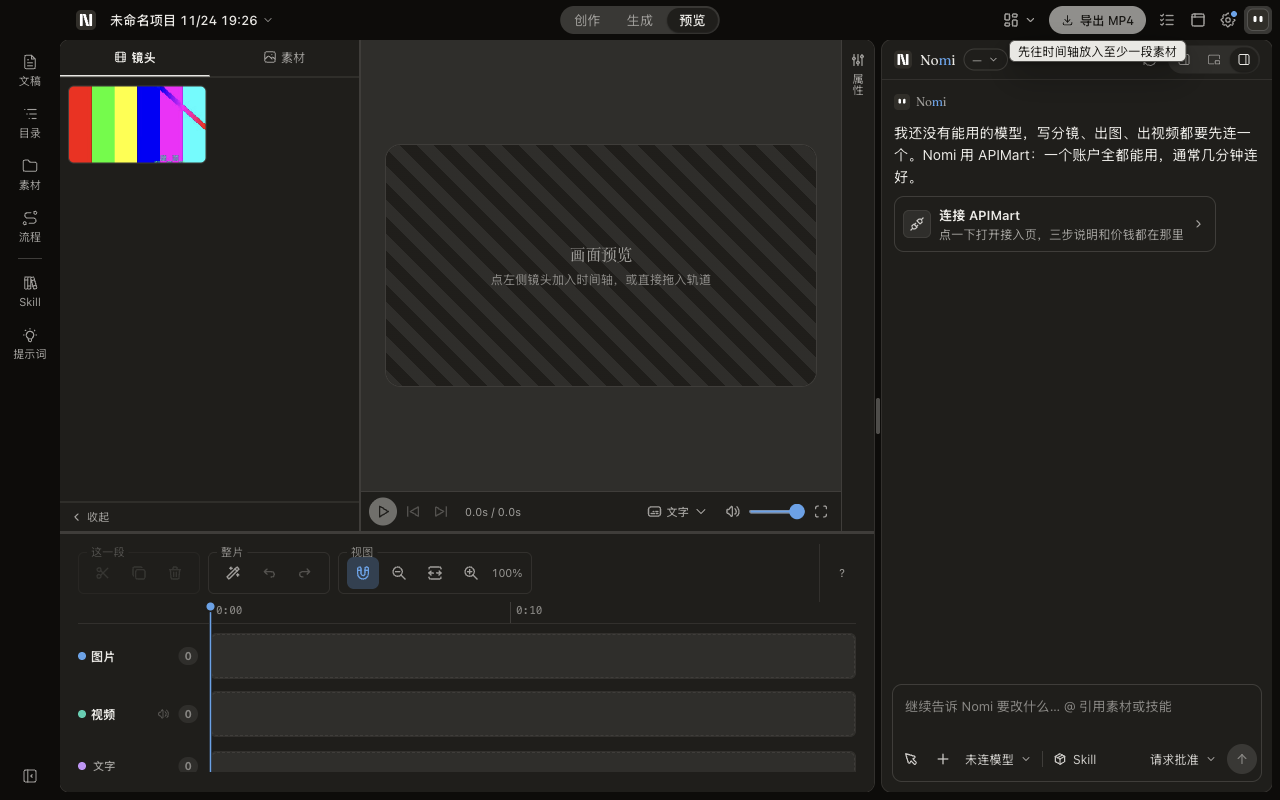 未命名项目 11/24 19:26
创作
生成
预览
导出 MP4
先往时间轴放入至少一段素材
文稿
目录
素材
流程
Skill
提示词
镜头
素材
收起
画面预览
点左侧镜头加入时间轴，或直接拖入轨道
0.0s / 0.0s
文字
属性
这一段
整片
视图
100%
?
0:00
0:10
图片
0
视频
0
文字
0
Nomi
—
Nomi
我还没有能用的模型，写分镜、出图、出视频都要先连一
个。Nomi 用 APIMart：一个账户全都能用，通常几分钟连
好。
连接 APIMart
点一下打开接入页，三步说明和价钱都在那里
继续告诉 Nomi 要改什么… @ 引用素材或技能
未连模型
Skill
请求批准